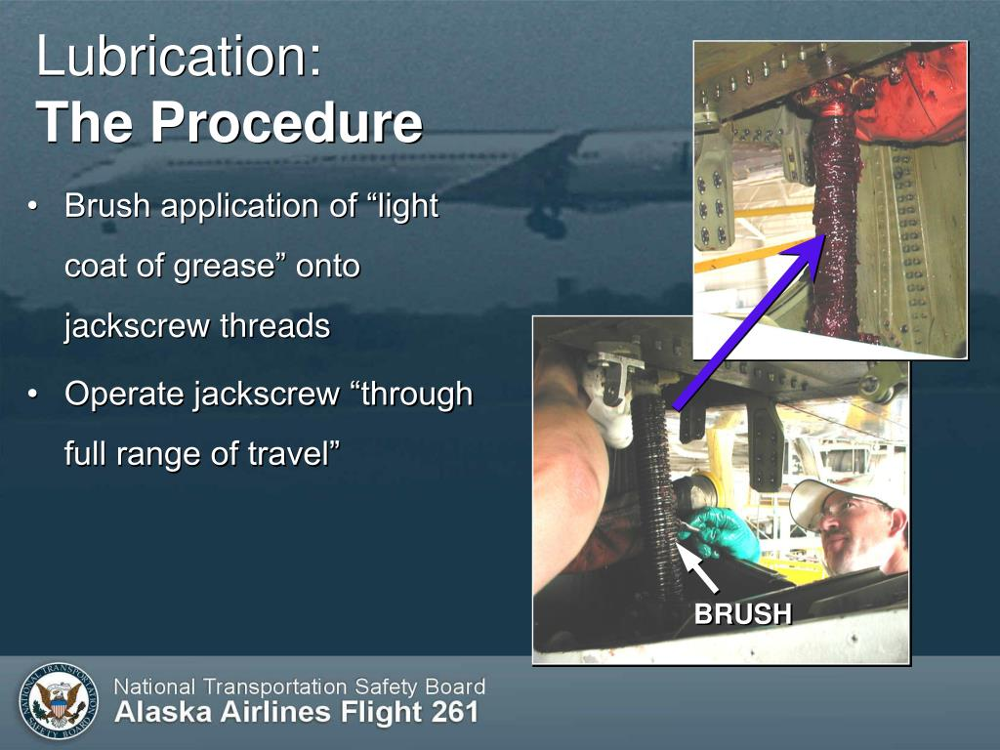 Lubrication:
The Procedure
• Brush application of “light
coat of grease” onto
jackscrew threads
• Operate jackscrew “through
full range of travel”
BRUSH
NATIONAL TRANSPORTATION
SAFETY BOARD
National Transportation Safety Board
Alaska Airlines Flight 261